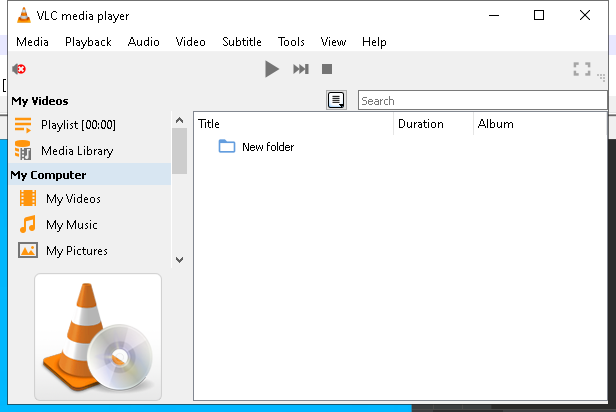 VLC media player
Media Playback Audio Video Subtitle Tools View Help
My Videos
Search
Playlist [00:00]
Media Library
My Computer
My Videos
My Music
My Pictures
Title Duration Album
New folder